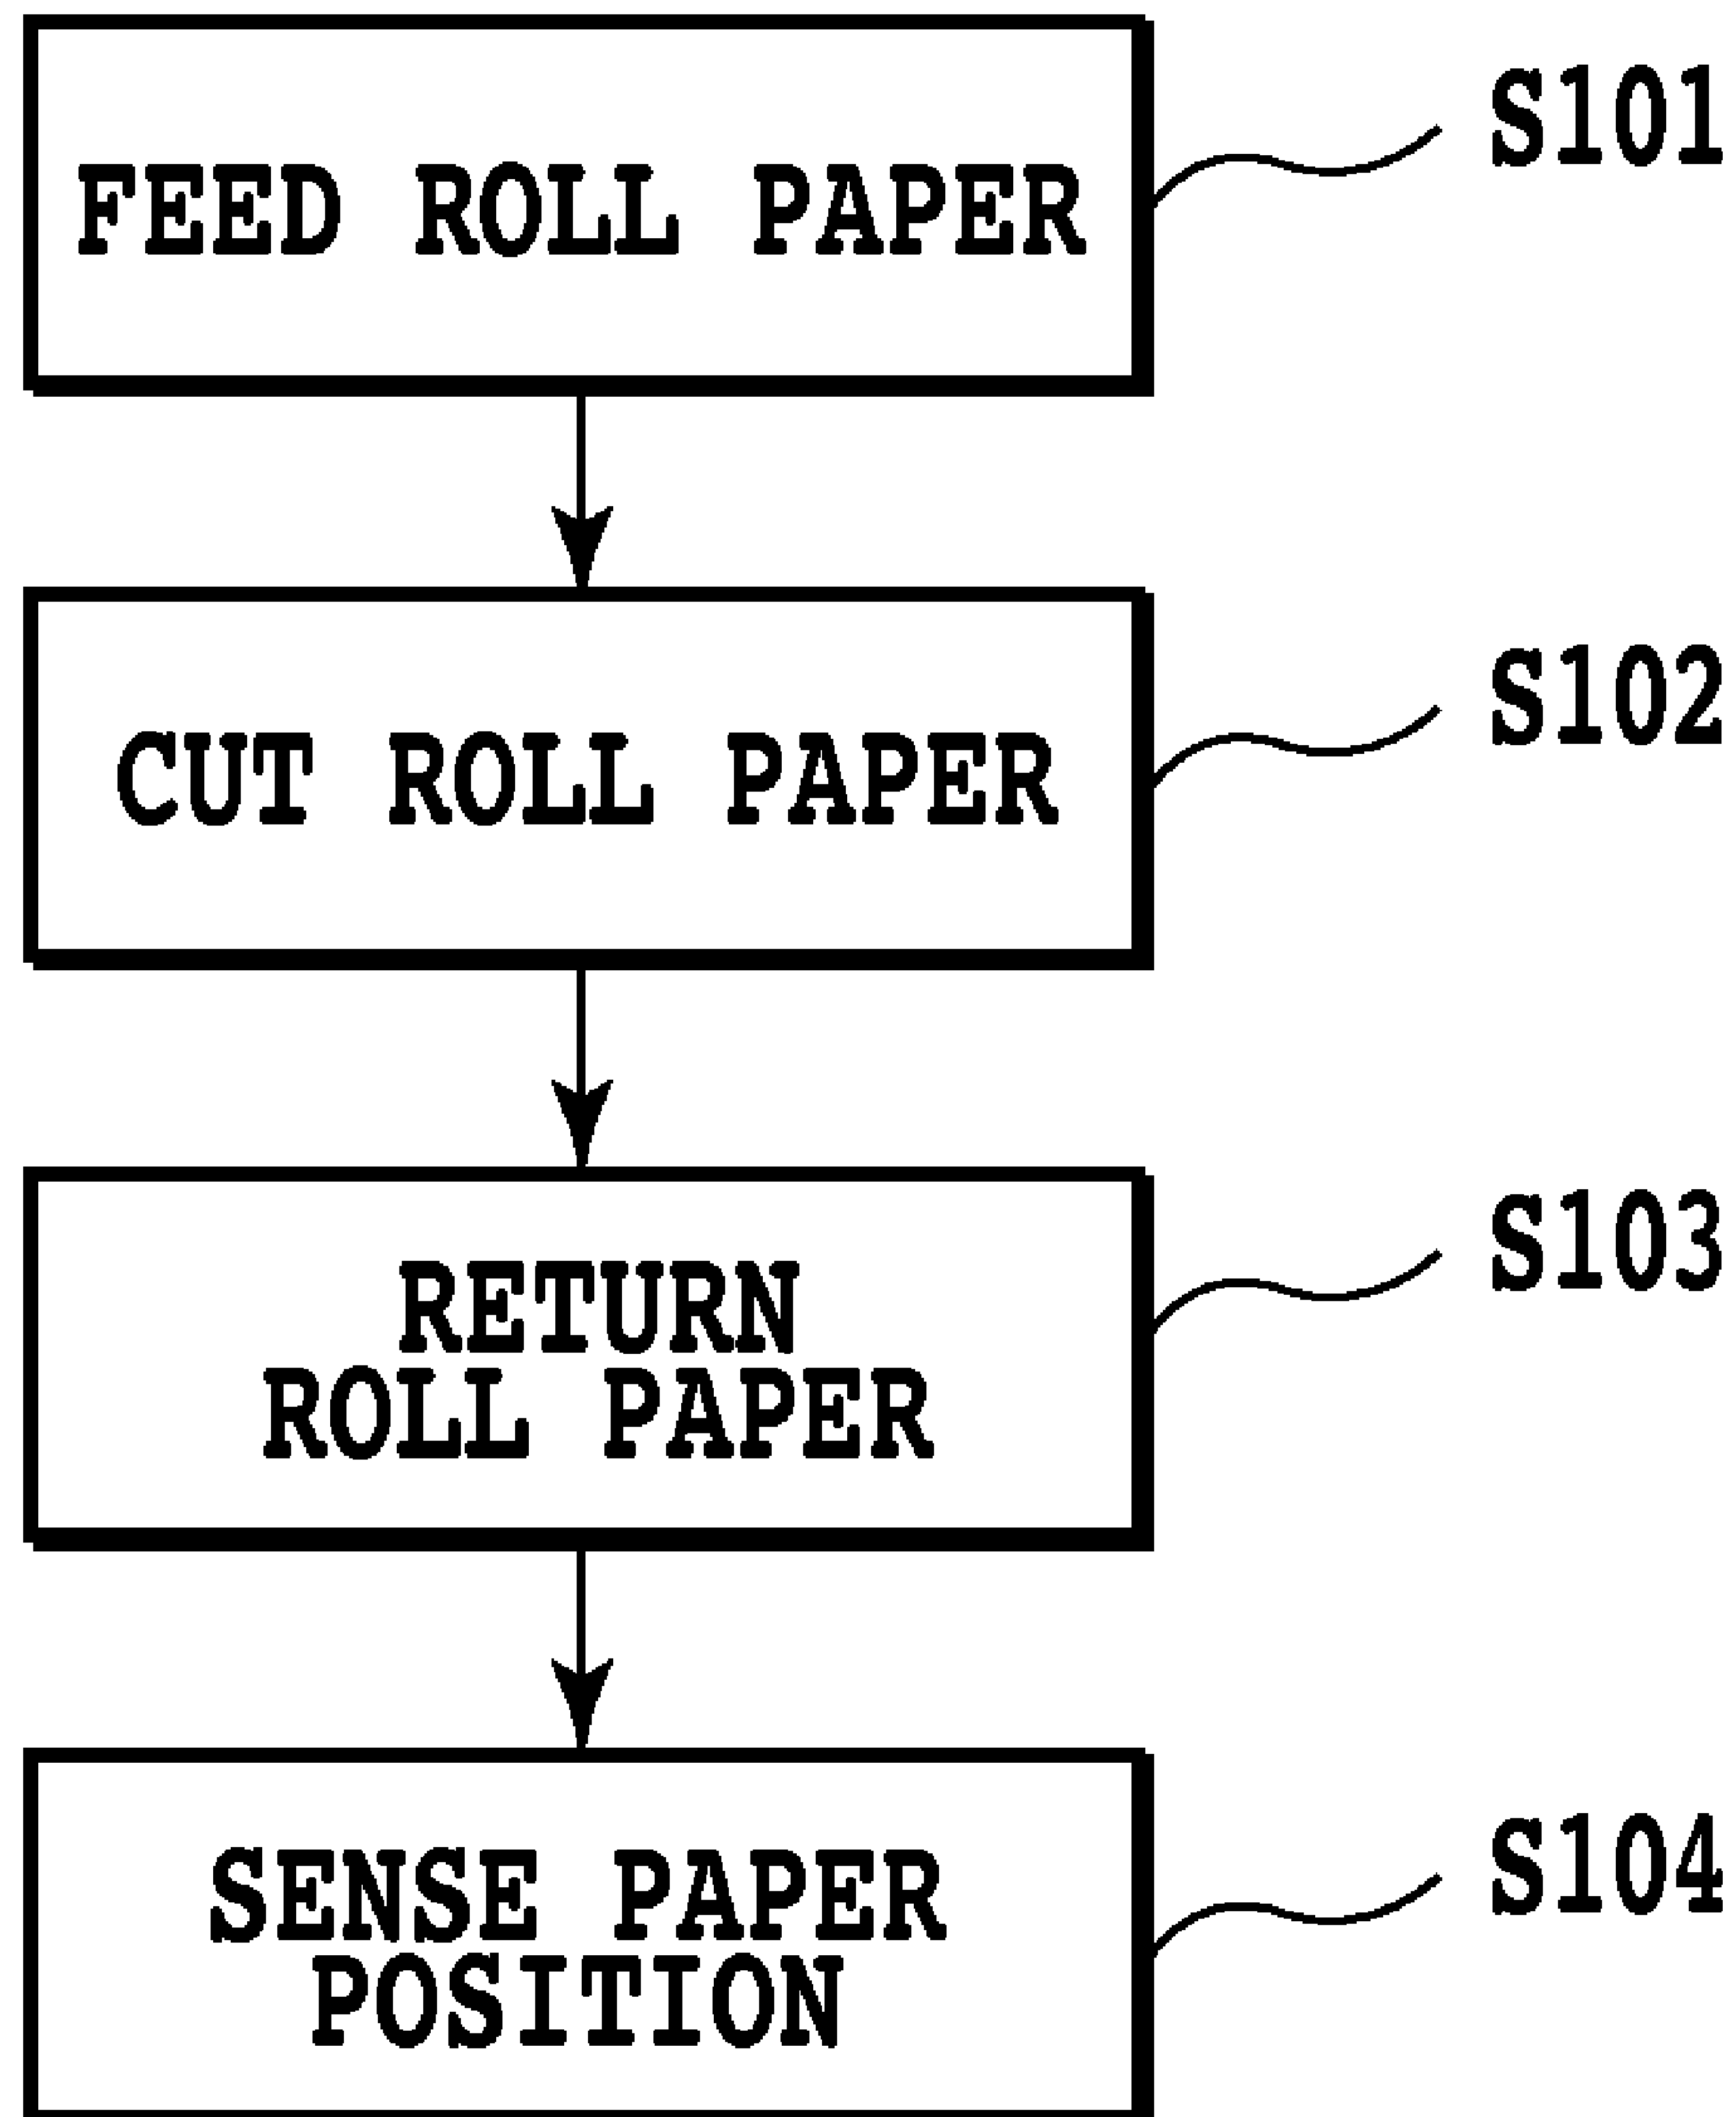 FEED ROLL PAPER
S101
CUT ROLL PAPER
S102
RETURN
ROLL PAPER
S103
SENSE PAPER
POSITION
S104